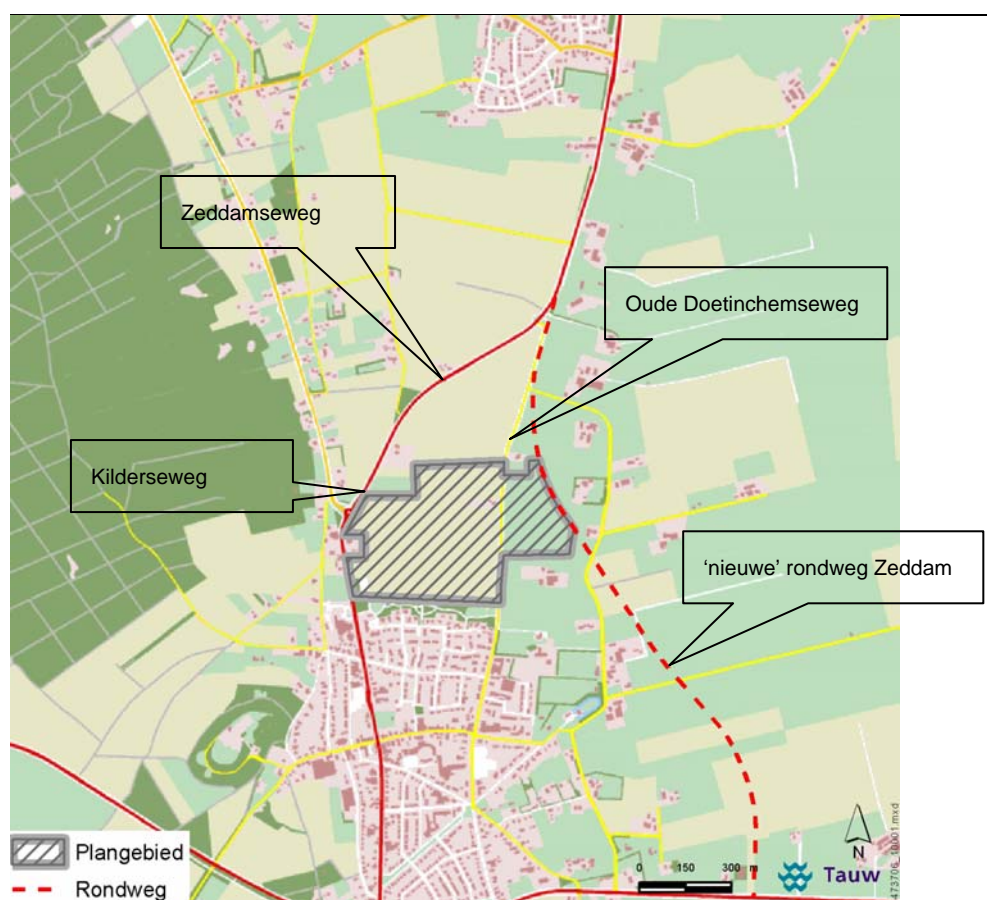 Zeddamseweg
Oude Doetinchemseweg
Kilderseweg
‘nieuwe’ rondweg Zeddam
Plangebied
Rondweg
0 150 300 m
N
Tauw